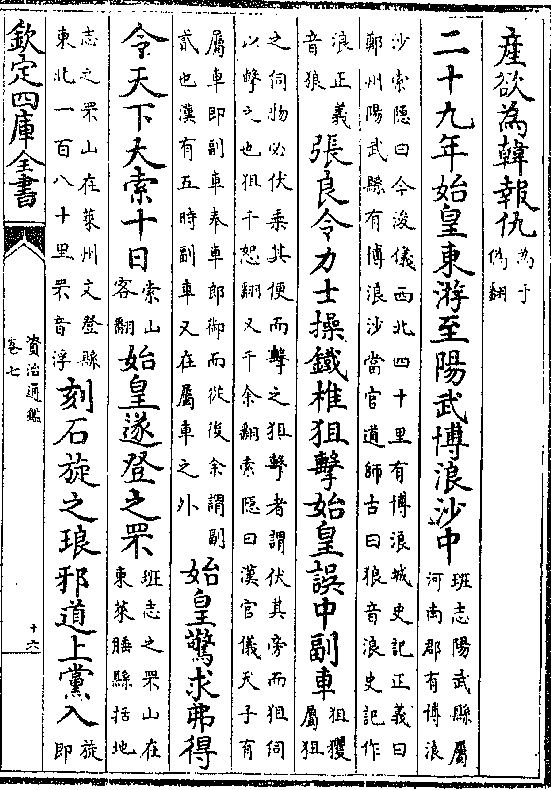 產欲為韓報仇為于
偽翻
二十九年始皇東游至陽武博浪沙中班志陽武縣屬
河南郡有博浪
沙索隱曰今浚儀西北四十里有博浪城史記正義曰
鄭州陽武縣有博浪沙當官道師古曰狼音浪史記作
浪正義
音狼張良令力士操鐵椎狙擊始皇誤中副車狙玃
屬狙
之伺物必伏乘其便而擊之狙擊者謂伏其旁而狙伺
以擊之也狙千恕翻又千余翻索隱曰漢官儀天子有
屬車即副車奉車郎御而從後余謂副
貳也漢有五時副車又在屬車之外始皇驚求弗得
令天下大索十日索山
客翻始皇遂登之罘班志之罘山在
東萊腄縣括地
志之罘山在萊州文登縣
東北一百八十里罘音浮刻石旋之琅邪道上黨入旋
即
欽定四庫全書
資治通鑑
卷七
十六